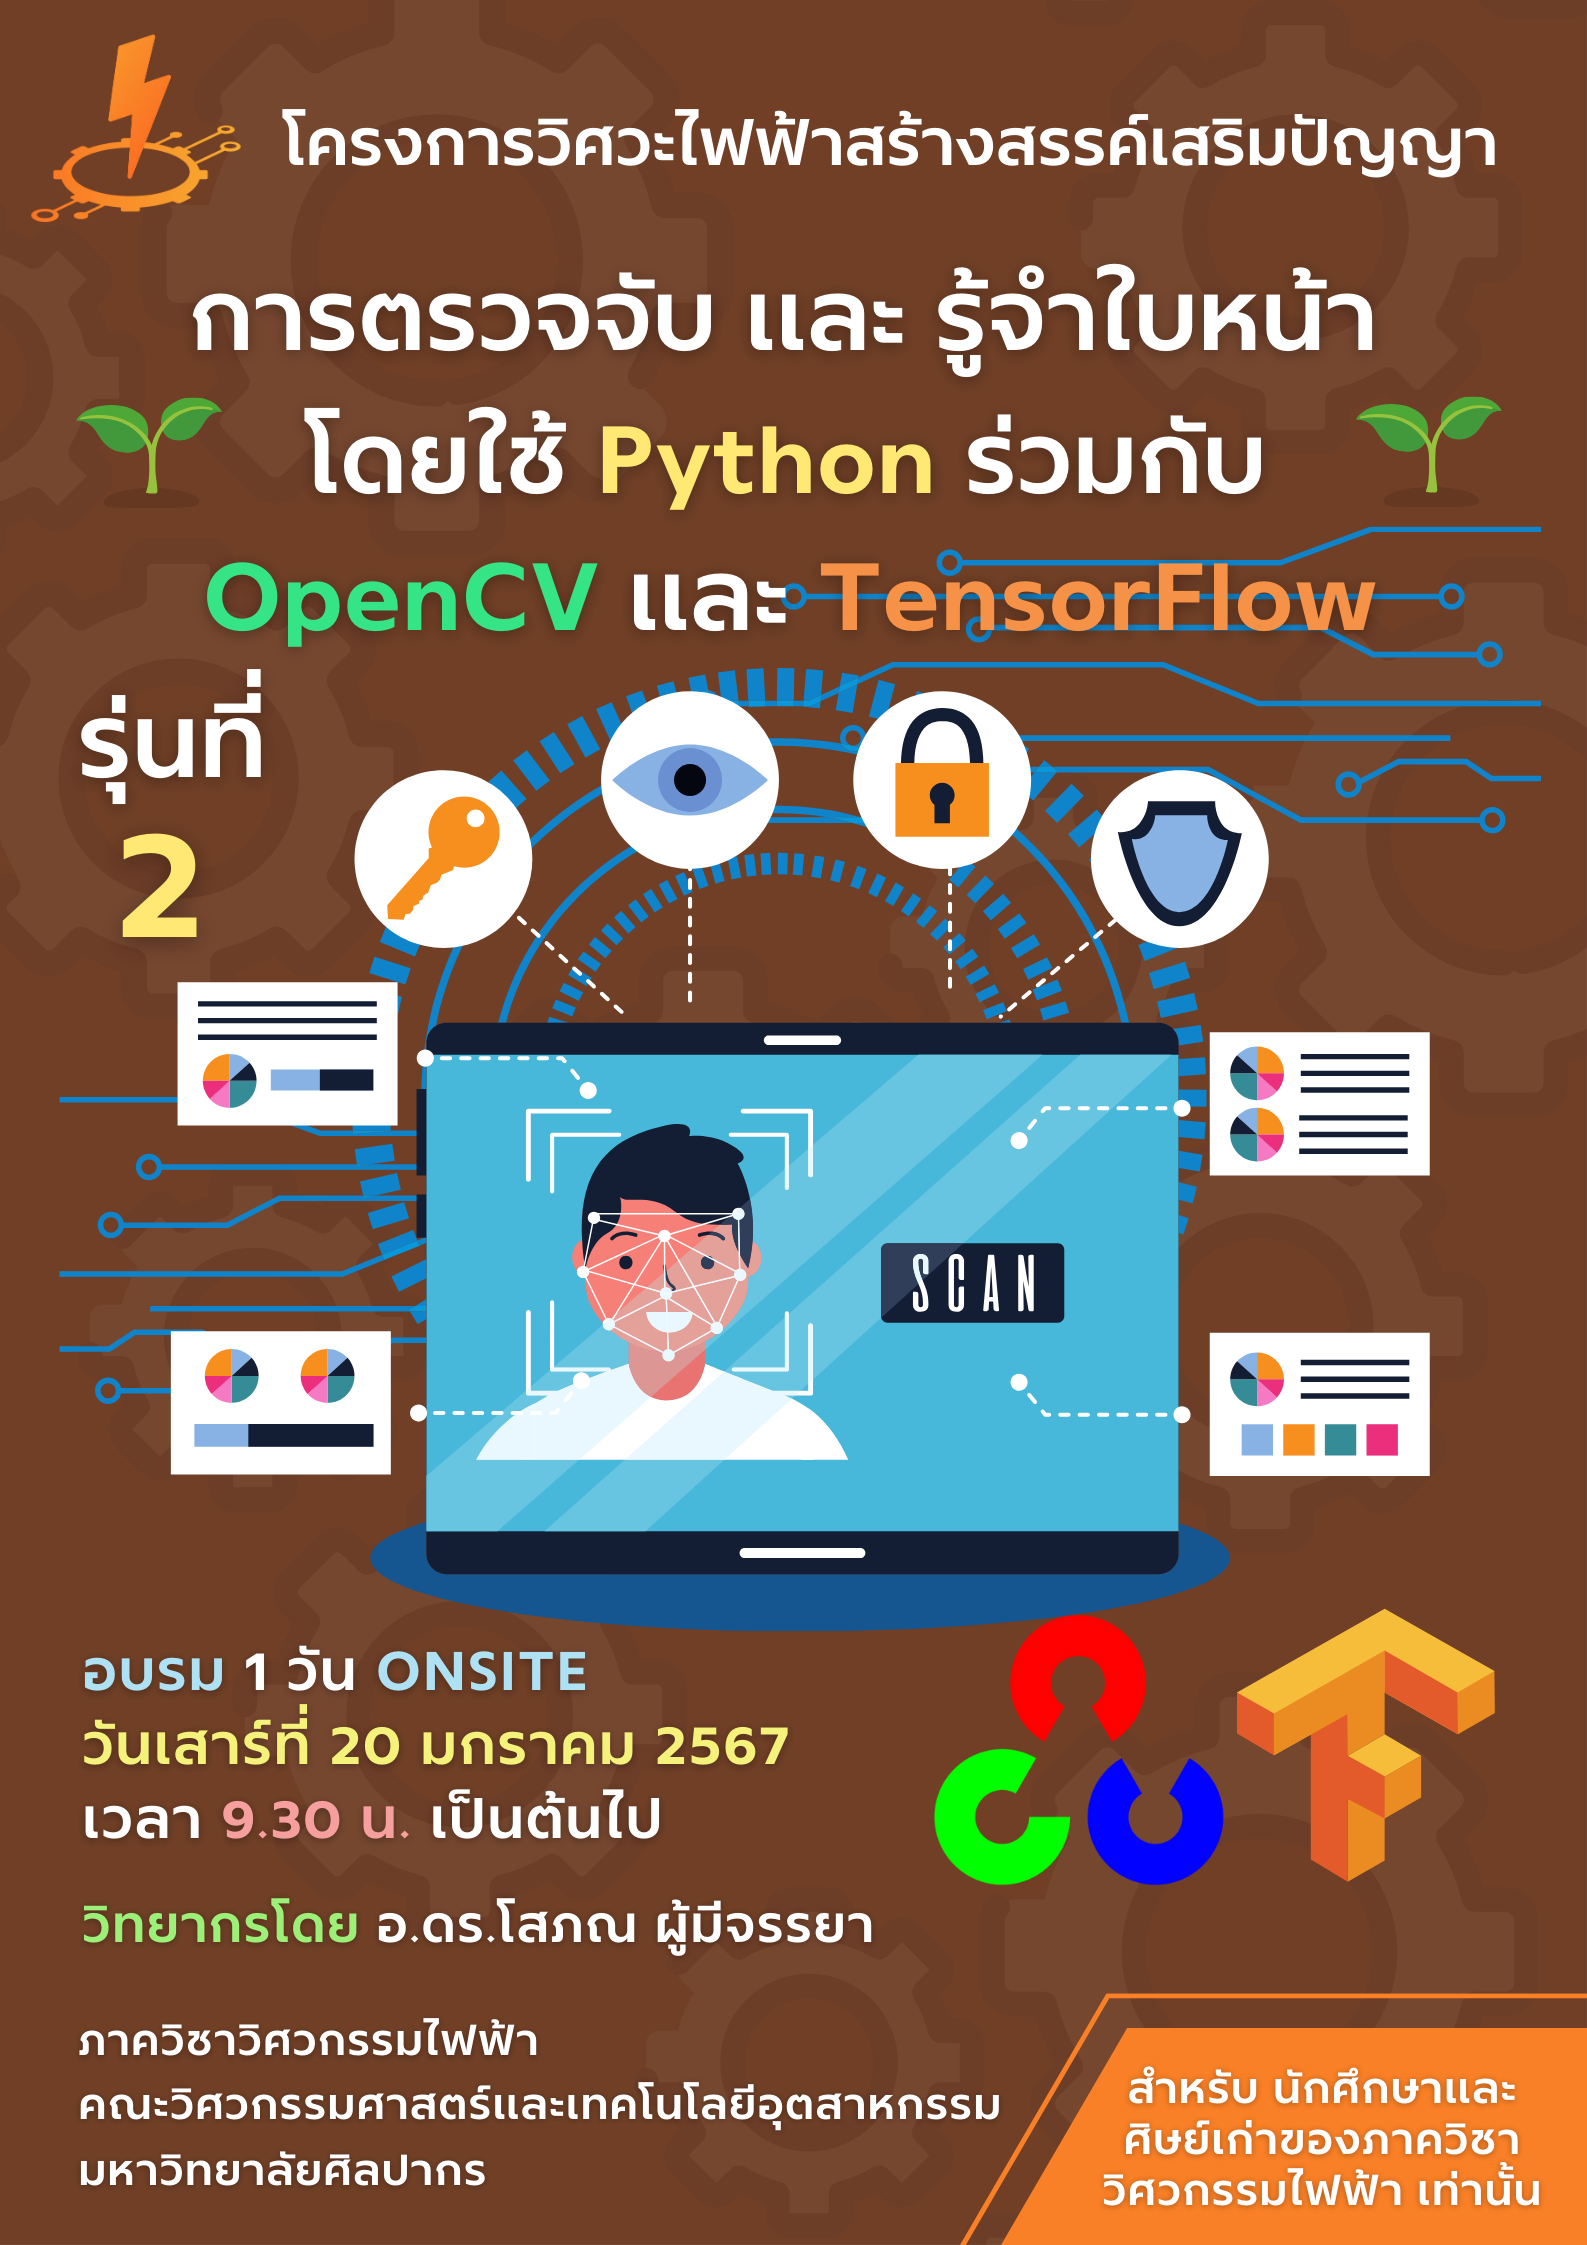 โครงการวิศวะไฟฟ้าสร้างสรรค์เสริมปัญญา
การตรวจจับ และ รู้จำใบหน้า
โดยใช้ Python ร่วมกับ
OpenCV และ TensorFlow
รุ่นที่
2
SCAN
อบรม 1 วัน ONSITE
วันเสาร์ที่ 20 มกราคม 2567
เวลา 9.30 น. เป็นต้นไป
วิทยากรโดย อ.ดร.โสภณ ผู้มีจรรยา
ภาควิชาวิศวกรรมไฟฟ้า
คณะวิศวกรรมศาสตร์และเทคโนโลยีอุตสาหกรรม
มหาวิทยาลัยศิลปากร
สำหรับ นักศึกษาและ
ศิษย์เก่าของภาควิชา
วิศวกรรมไฟฟ้า เท่านั้น